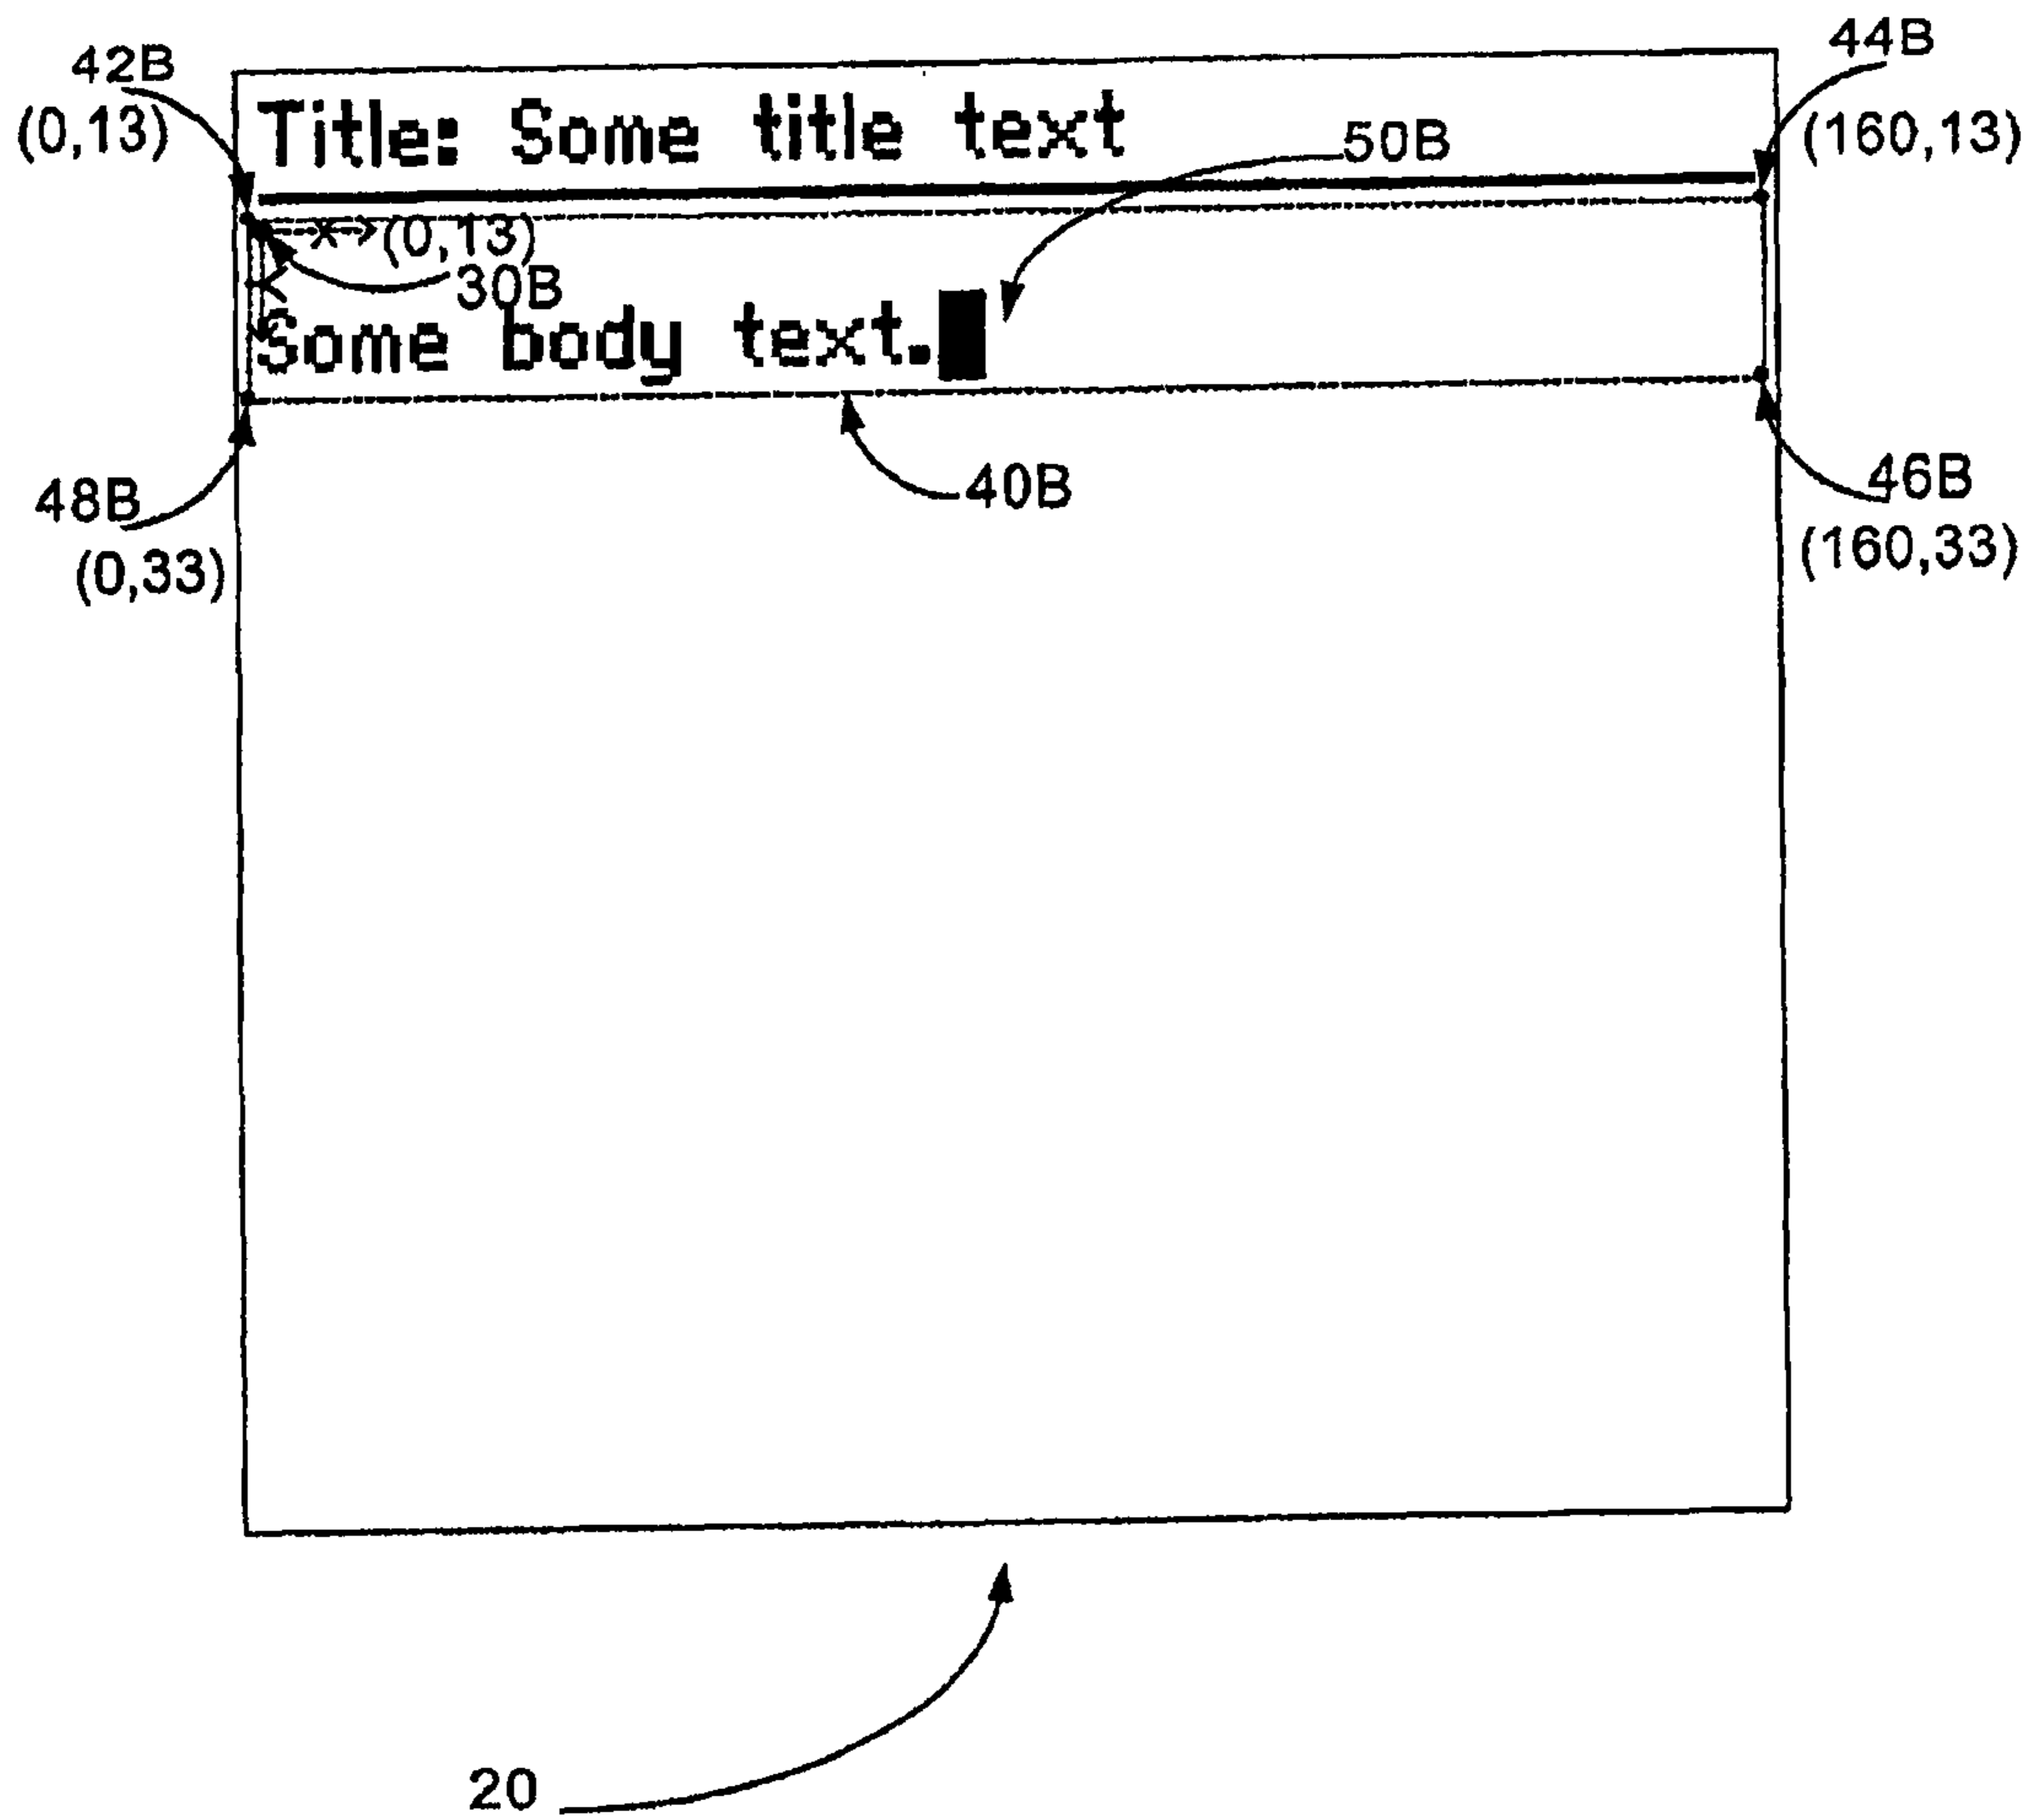 42B
44B
(0,13)
Title: Some title text
50B
(160,13)
X
(0,13)
Y
30B
Some body text.
48B
40B
46B
(0,33)
(160,33)
20